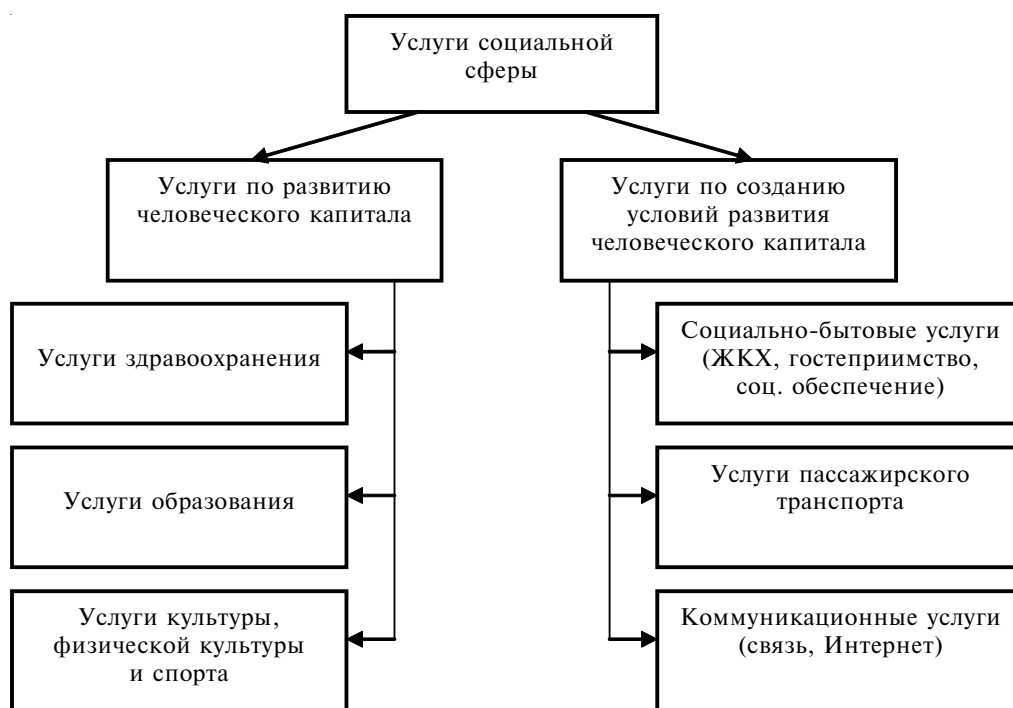 Услуги социальной
сферы
Услуги по развитию
человеческого капитала
Услуги по созданию
условий развития
человеческого капитала
Услуги здравоохранения
Социально-бытовые услуги
(ЖКХ, гостеприимство,
соц. обеспечение)
Услуги образования
Услуги пассажирского
транспорта
Услуги культуры,
физической культуры
и спорта
Коммуникационные услуги
(связь, Интернет)